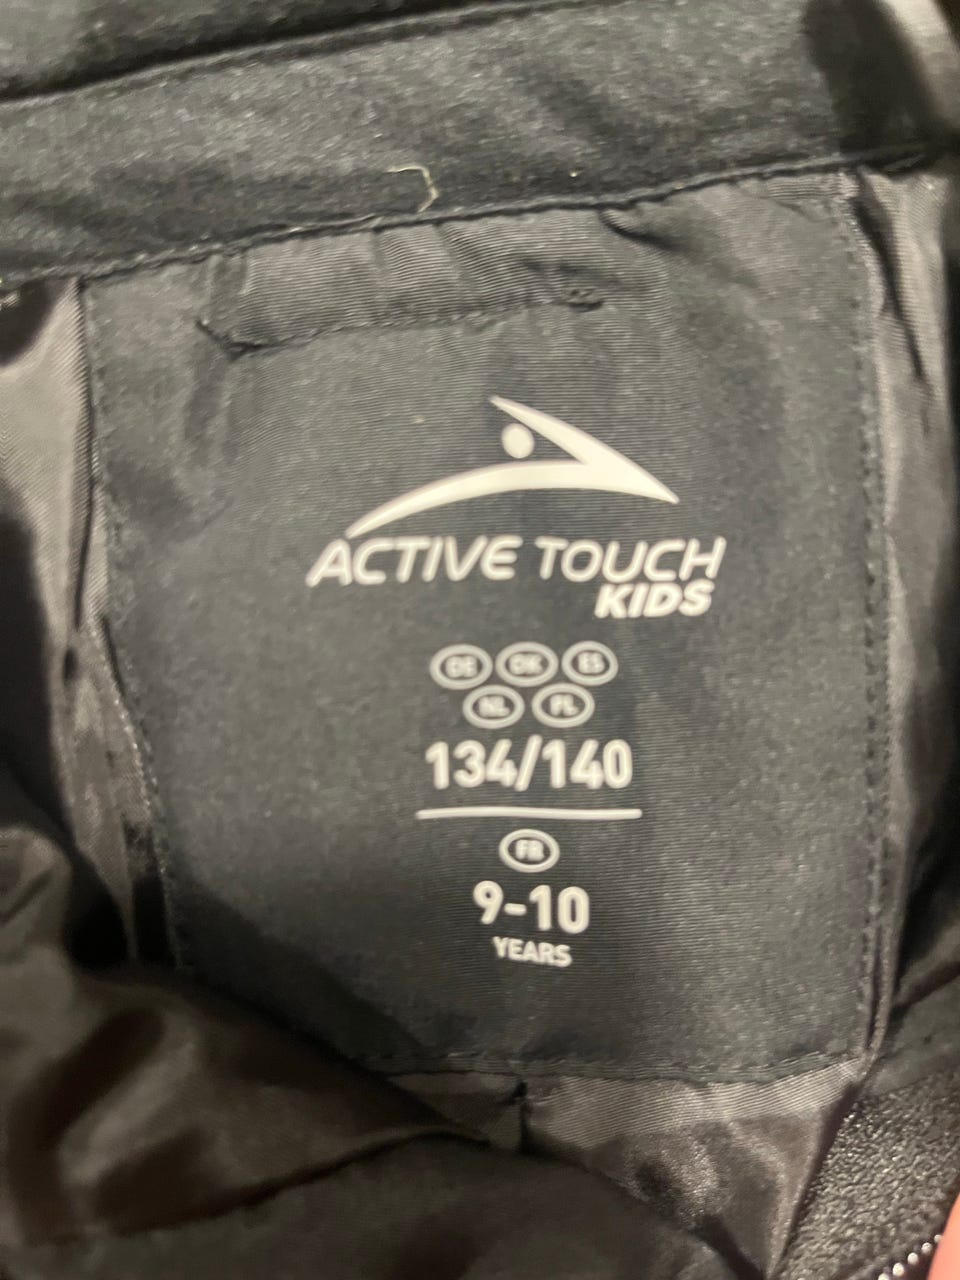 ACTIVE TOUCH
KIDS
DE DK ES
NL PL
134/140
FR
9-10
YEARS